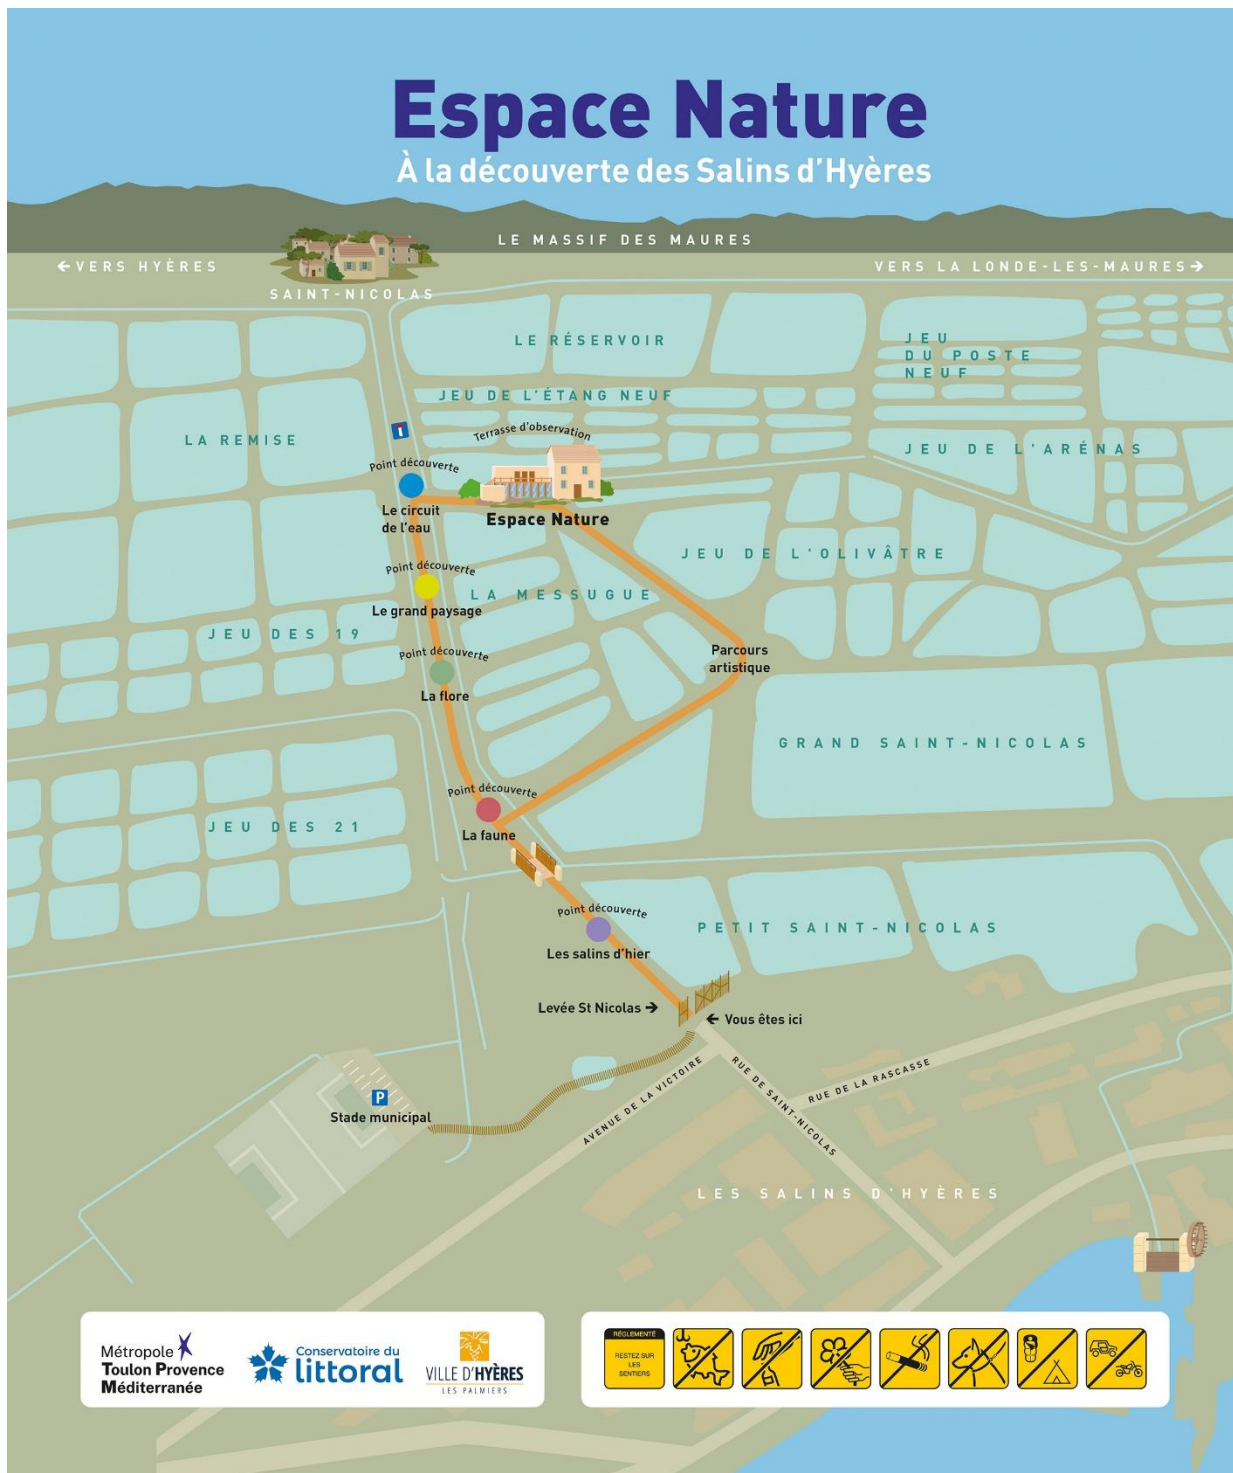 Espace Nature
À la découverte des Salins d'Hyères
LE MASSIF DES MAURES
←VERS HYÈRES
VERS LA LONDE-LES-MAURES→
SAINT-NICOLAS
LE RÉSERVOIR
JEU
DU POSTE
NEUF
JEU DE L'ÉTANG NEUF
Terrasse d'observation
LA REMISE
JEU DE L'ARÉNAS
Point découverte
Le circuit
de l'eau
Espace Nature
JEU DE L'OLIVÂTRE
Point découverte
Le grand paysage
LA MESSUGUE
JEU DES 19
Point découverte
La flore
Parcours
artistique
GRAND SAINT-NICOLAS
Point découverte
La faune
JEU DES 21
Point découverte
Les salins d'hier
PETIT SAINT-NICOLAS
Levée St Nicolas →
← Vous êtes ici
P
Stade municipal
AVENUE DE LA VICTOIRE
RUE DE SAINT-NICOLAS
RUE DE LA RASCASSE
LES SALINS D'HYÈRES
Métropole
Toulon Provence
Méditerranée
Conservatoire du
littoral
VILLE D'HYÈRES
LES PALMIERS
RÉGLEMENTÉ
RESTEZ SUR
LES
SENTIERS